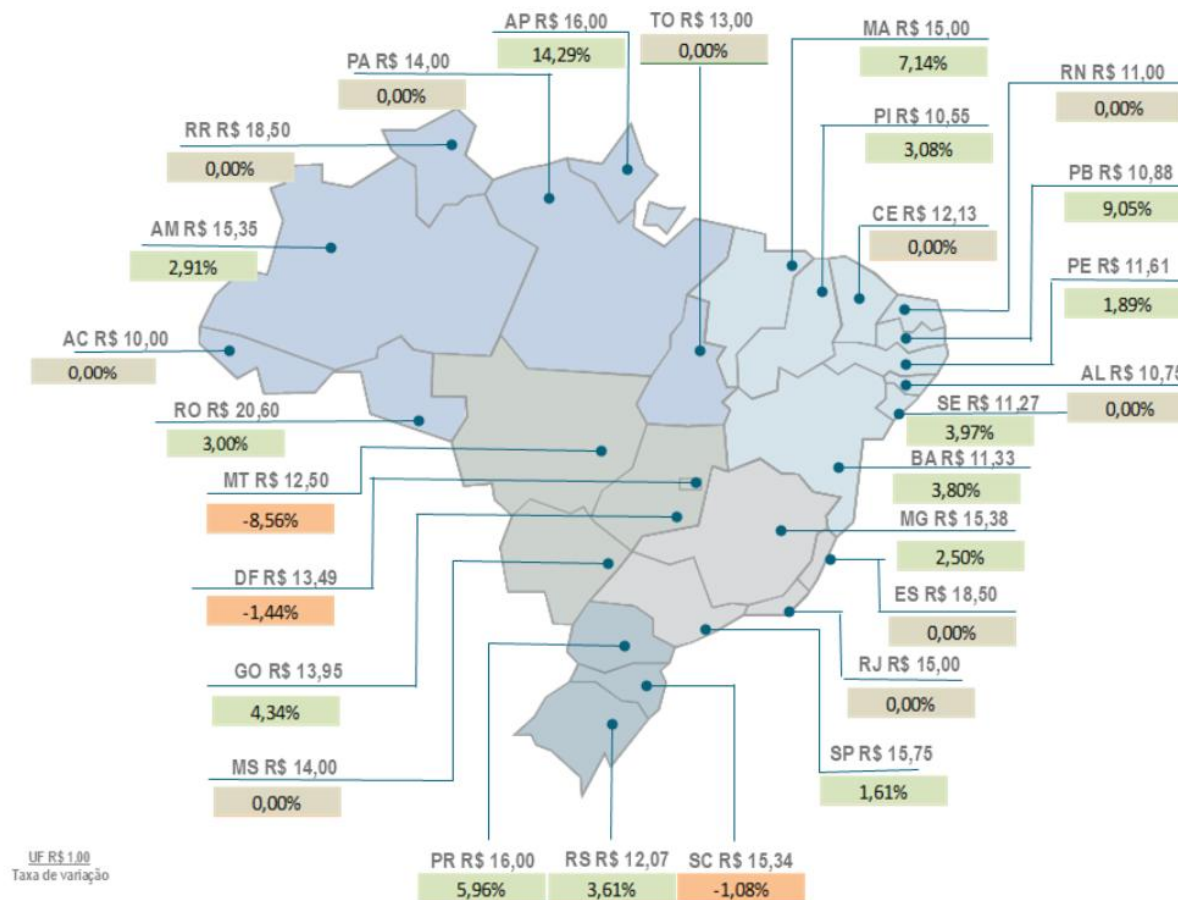 AP R$ 16,00
14,29%
TO R$ 13,00
0,00%
MA R$ 15,00
7,14%
PA R$ 14,00
0,00%
RN R$ 11,00
0,00%
RR R$ 18,50
0,00%
PI R$ 10,55
3,08%
PB R$ 10,88
9,05%
AM R$ 15,35
2,91%
CE R$ 12,13
0,00%
PE R$ 11,61
1,89%
AC R$ 10,00
0,00%
AL R$ 10,75
0,00%
RO R$ 20,60
3,00%
SE R$ 11,27
3,97%
MT R$ 12,50
-8,56%
BA R$ 11,33
3,80%
MG R$ 15,38
2,50%
DF R$ 13,49
-1,44%
ES R$ 18,50
0,00%
GO R$ 13,95
4,34%
RJ R$ 15,00
0,00%
MS R$ 14,00
0,00%
SP R$ 15,75
1,61%
PR R$ 16,00
5,96%
RS R$ 12,07
3,61%
SC R$ 15,34
-1,08%
UF R$ 1.00
Taxa de variação